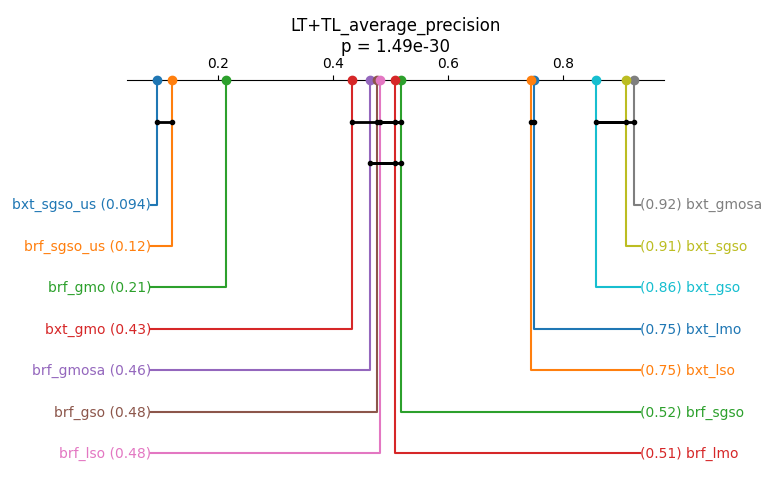 LT+TL_average_precision
p = 1.49e-30
0.2 0.4 0.6 0.8
bxt_sgso_us (0.094) (0.92) bxt_gmosa
brf_sgso_us (0.12) (0.91) bxt_sgso
brf_gmo (0.21) (0.86) bxt_gso
bxt_gmo (0.43) (0.75) bxt_lmo
brf_gmosa (0.46) (0.75) bxt_lso
brf_gso (0.48) (0.52) brf_sgso
brf_lso (0.48) (0.51) brf_lmo